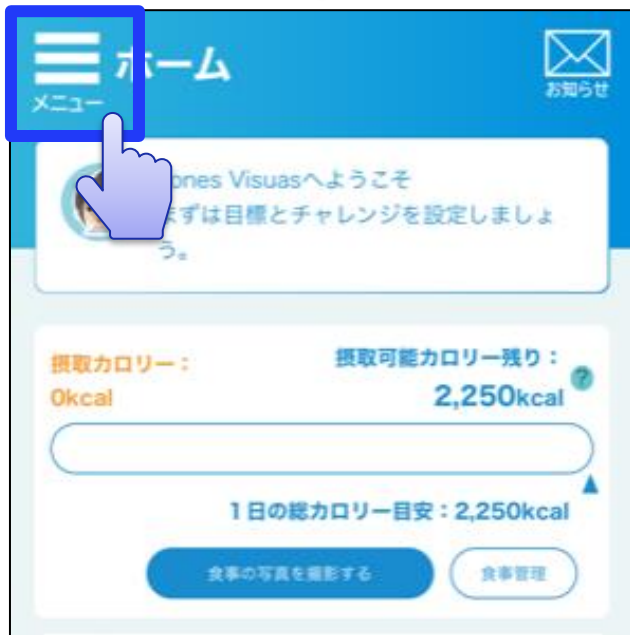 ホーム
メニュー
お知らせ
ones Visuasへようこそ
まずは目標とチャレンジを設定しましょ
う。
摂取カロリー：
0kcal
摂取可能カロリー残り：
2,250kcal
?
1日の総カロリー目安：2,250kcal
食事の写真を撮影する
食事管理